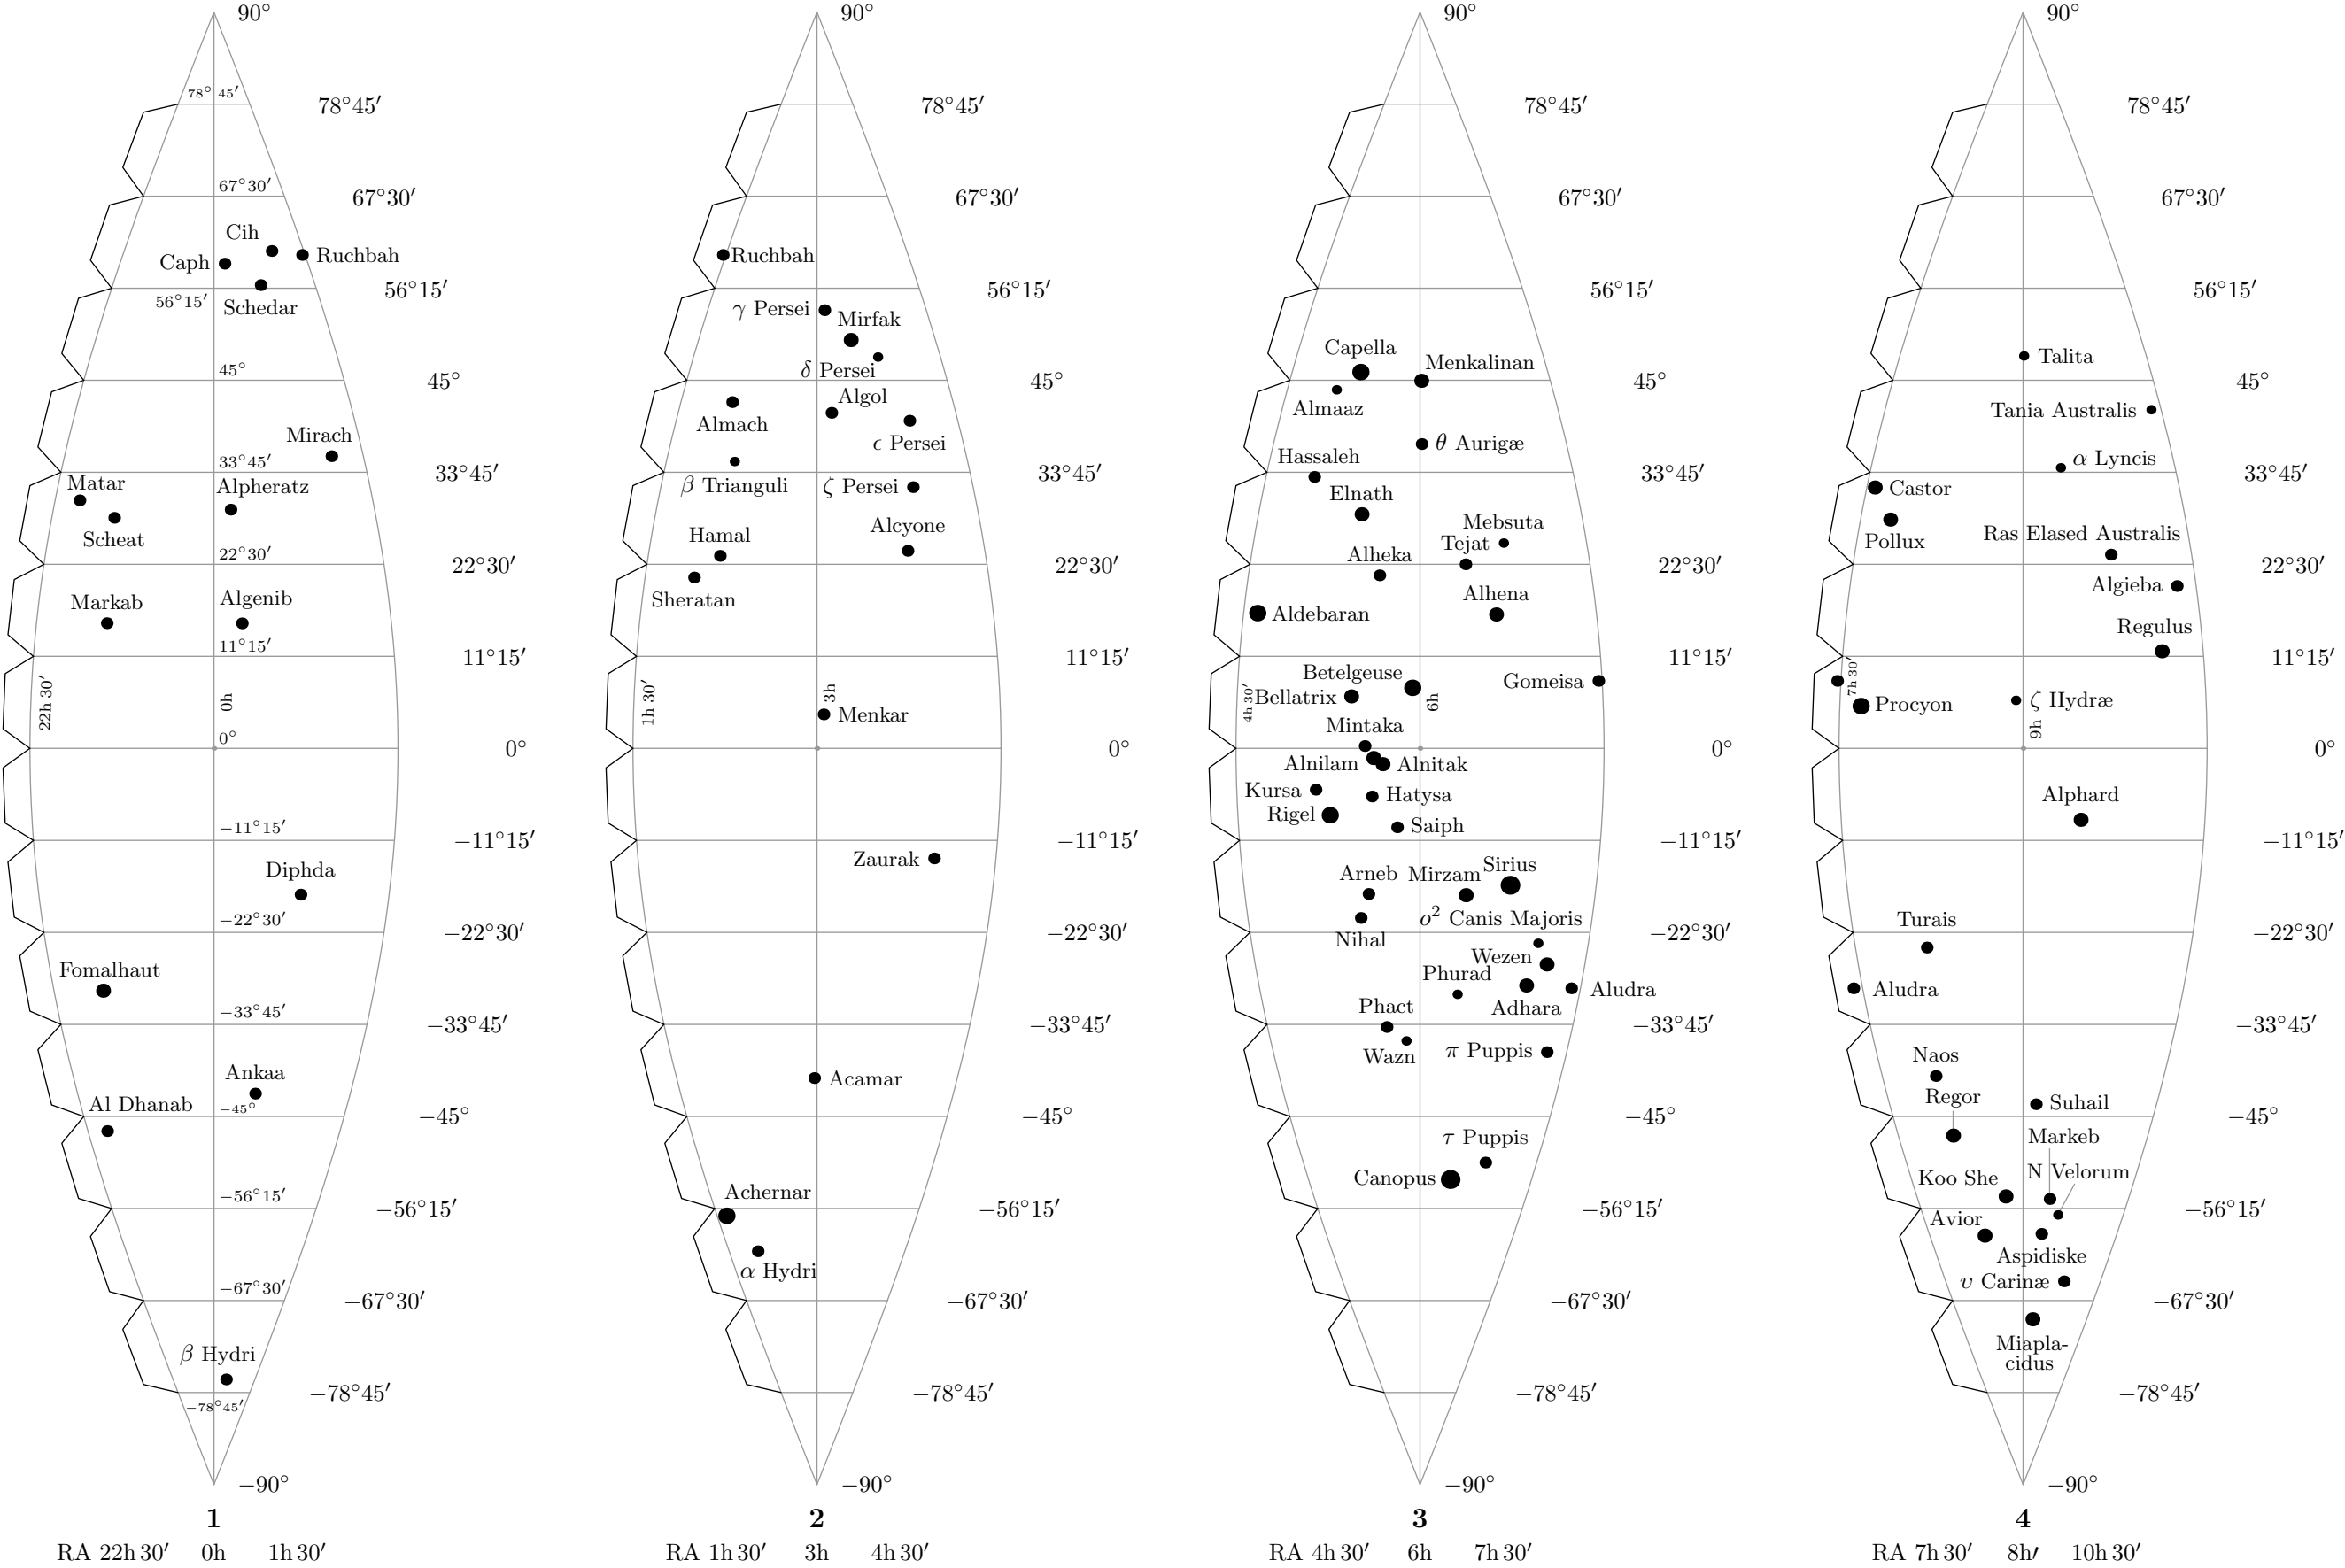 90°
78° 45′
78°45′
67°30′
67°30′
Cih
Caph
Ruchbah
56°15′
56°15′
Schedar
45°
45°
Mirach
33°45′
33°45′
Matar
Alpheratz
Scheat
22°30′
22°30′
Markab
Algenib
11°15′
11°15′
22h 30′
0h
0°
0°
−11°15′
−11°15′
Diphda
−22°30′
−22°30′
Fomalhaut
−33°45′
−33°45′
Ankaa
Al Dhanab
−45°
−45°
−56°15′
−56°15′
−67°30′
−67°30′
β Hydri
−78°45′
−78°45′
−90°
1
RA 22h 30′ 0h 1h 30′
90°
78°45′
67°30′
Ruchbah
56°15′
γ Persei
Mirfak
δ Persei
45°
Algol
Almach
ϵ Persei
33°45′
β Trianguli
ζ Persei
Alcyone
Hamal
22°30′
Sheratan
11°15′
1h 30′
3h
Menkar
0°
−11°15′
Zaurak
−22°30′
−33°45′
Acamar
−45°
Achernar
−56°15′
α Hydri
−67°30′
−78°45′
−90°
2
RA 1h 30′ 3h 4h 30′
90°
78°45′
67°30′
56°15′
Capella
Menkalinan
45°
Almaaz
θ Aurigæ
Hassaleh
33°45′
Elnath
Mebsuta
Tejat
Alheka
22°30′
Alhena
Aldebaran
11°15′
Betelgeuse
Gomeisa
4h 30′
Bellatrix
6h
Mintaka
0°
Alnilam
Alnitak
Kursa
Hatysa
Rigel
Saiph
−11°15′
Sirius
Arneb
Mirzam
o² Canis Majoris
−22°30′
Nihal
Wezen
Phurad
Aludra
Adhara
Phact
−33°45′
Wazn
π Puppis
−45°
τ Puppis
Canopus
−56°15′
−67°30′
−78°45′
−90°
3
RA 4h 30′ 6h 7h 30′
90°
78°45′
67°30′
56°15′
Talita
45°
Tania Australis
α Lyncis
33°45′
Castor
Ras Elased Australis
Pollux
22°30′
Algieba
Regulus
11°15′
7h 30′
Procyon
ζ Hydræ
9h
0°
Alphard
−11°15′
Turais
−22°30′
Aludra
−33°45′
Naos
Regor
Suhail
−45°
Markeb
N Velorum
Koo She
−56°15′
Avior
Aspidiske
υ Carinæ
−67°30′
Miapla-
cidus
−78°45′
−90°
4
RA 7h 30′ 8h′ 10h 30′